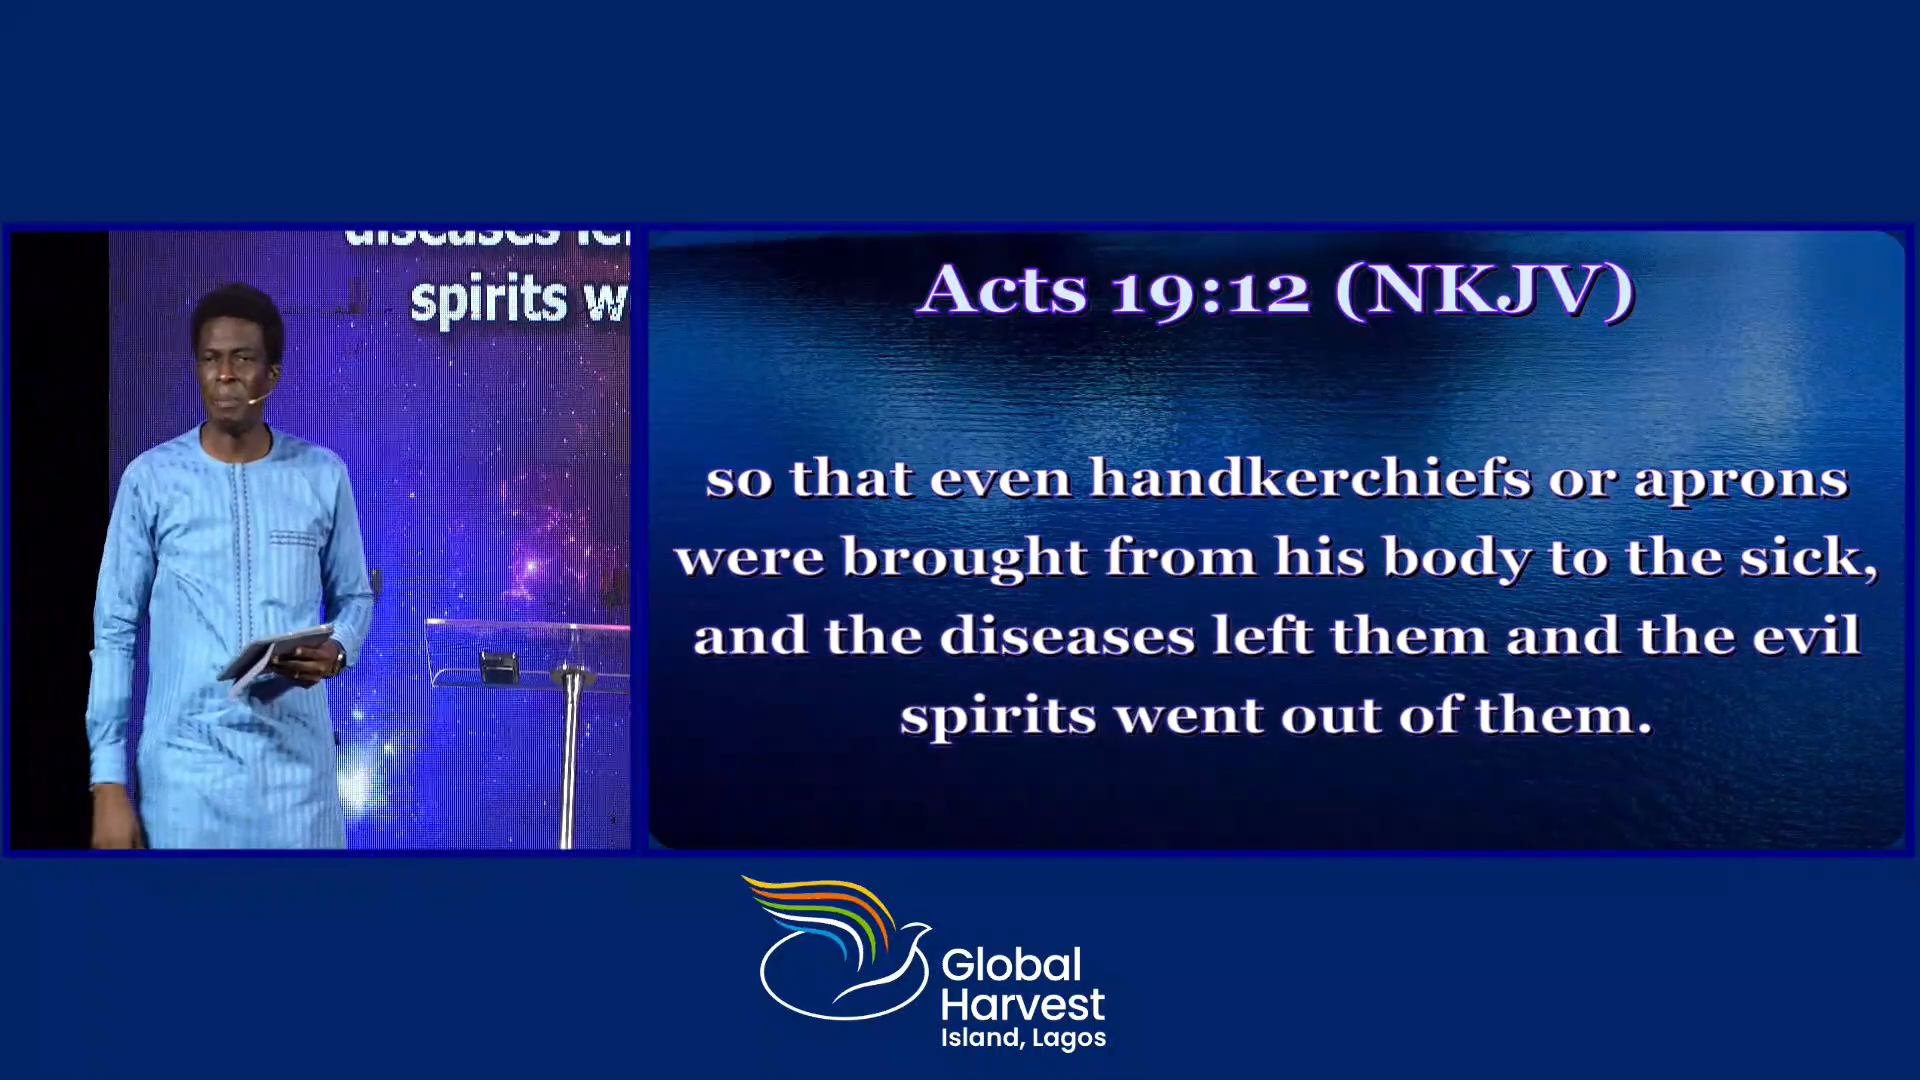 spirits
Acts 19:12 (NKJV)
so that even handkerchiefs or aprons
were brought from his body to the sick,
and the diseases left them and the evil
spirits went out of them.
Global
Harvest
Island, Lagos